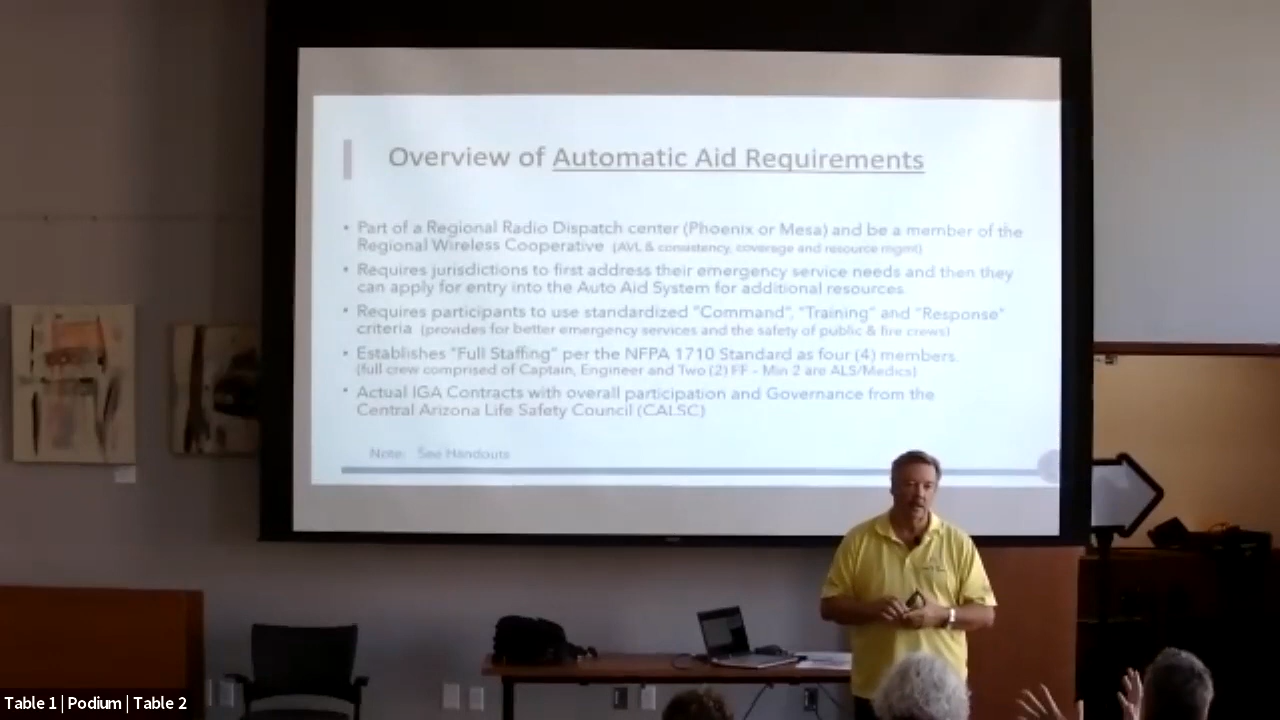 Overview of Automatic Aid Requirements
• Part of a Regional Radio Dispatch center (Phoenix or Mesa) and be a member of the
Regional Wireless Cooperative (AVL & consistency, coverage and resource mgmt)
• Requires jurisdictions to first address their emergency service needs and then they
can apply for entry into the Auto Aid System for additional resources.
• Requires participants to use standardized "Command", "Training" and "Response"
criteria (provides for better emergency services and the safety of public & fire crews)
• Establishes "Full Staffing" per the NFPA 1710 Standard as four (4) members.
(full crew comprised of Captain, Engineer and Two (2) FF - Min 2 are ALS/Medics)
• Actual IGA Contracts with overall participation and Governance from the
Central Arizona Life Safety Council (CALSC)
Note: See Handouts
Table 1 | Podium | Table 2